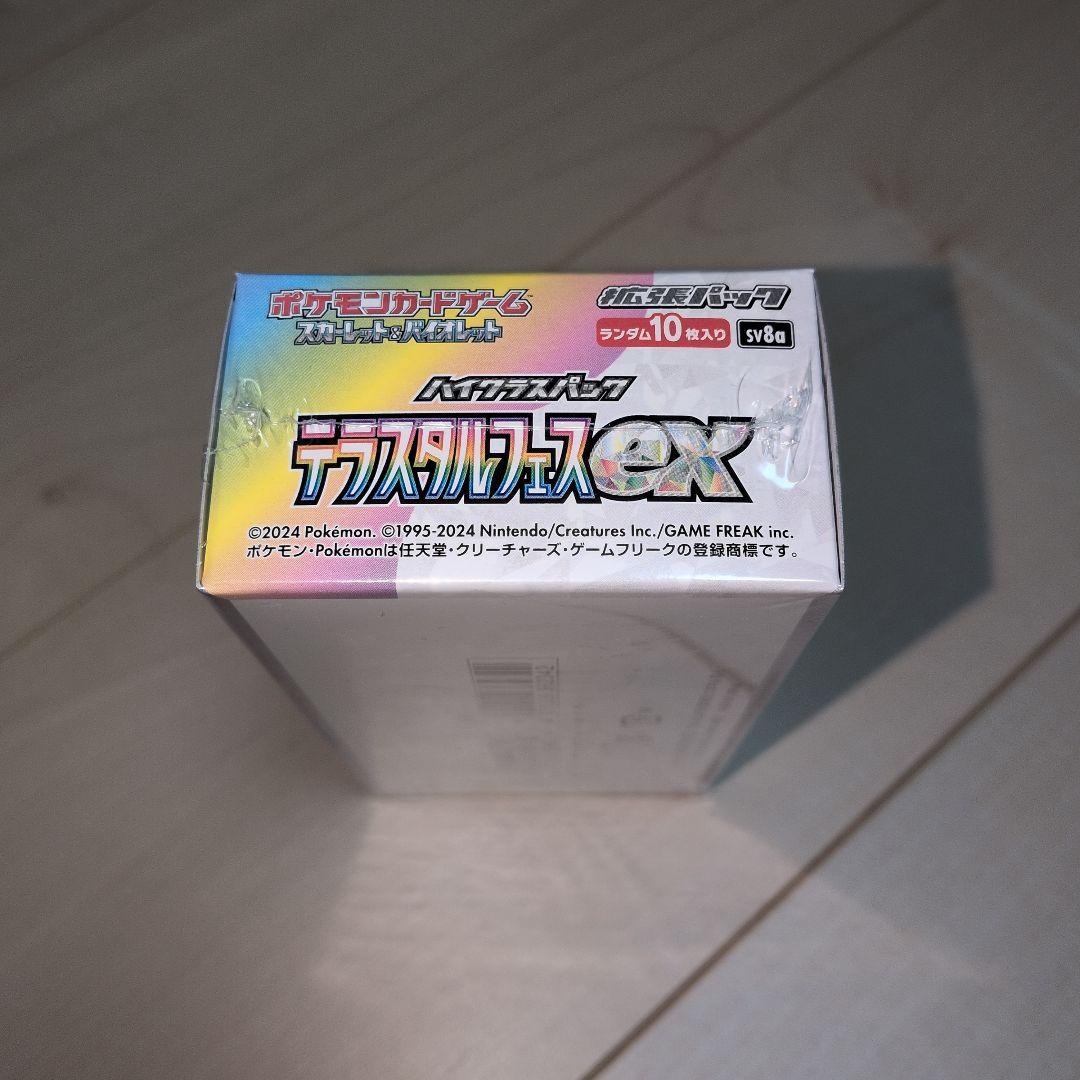 ポケモンカードゲーム
スカーレット&バイオレット
拡張パック
ランダム10枚入り SV8a
ハイクラスパック
テラスタルフェスex
©2024 Pokémon. ©1995-2024 Nintendo/Creatures Inc./GAME FREAK inc.
ポケモン・Pokémonは任天堂・クリーチャーズ・ゲームフリークの登録商標です。